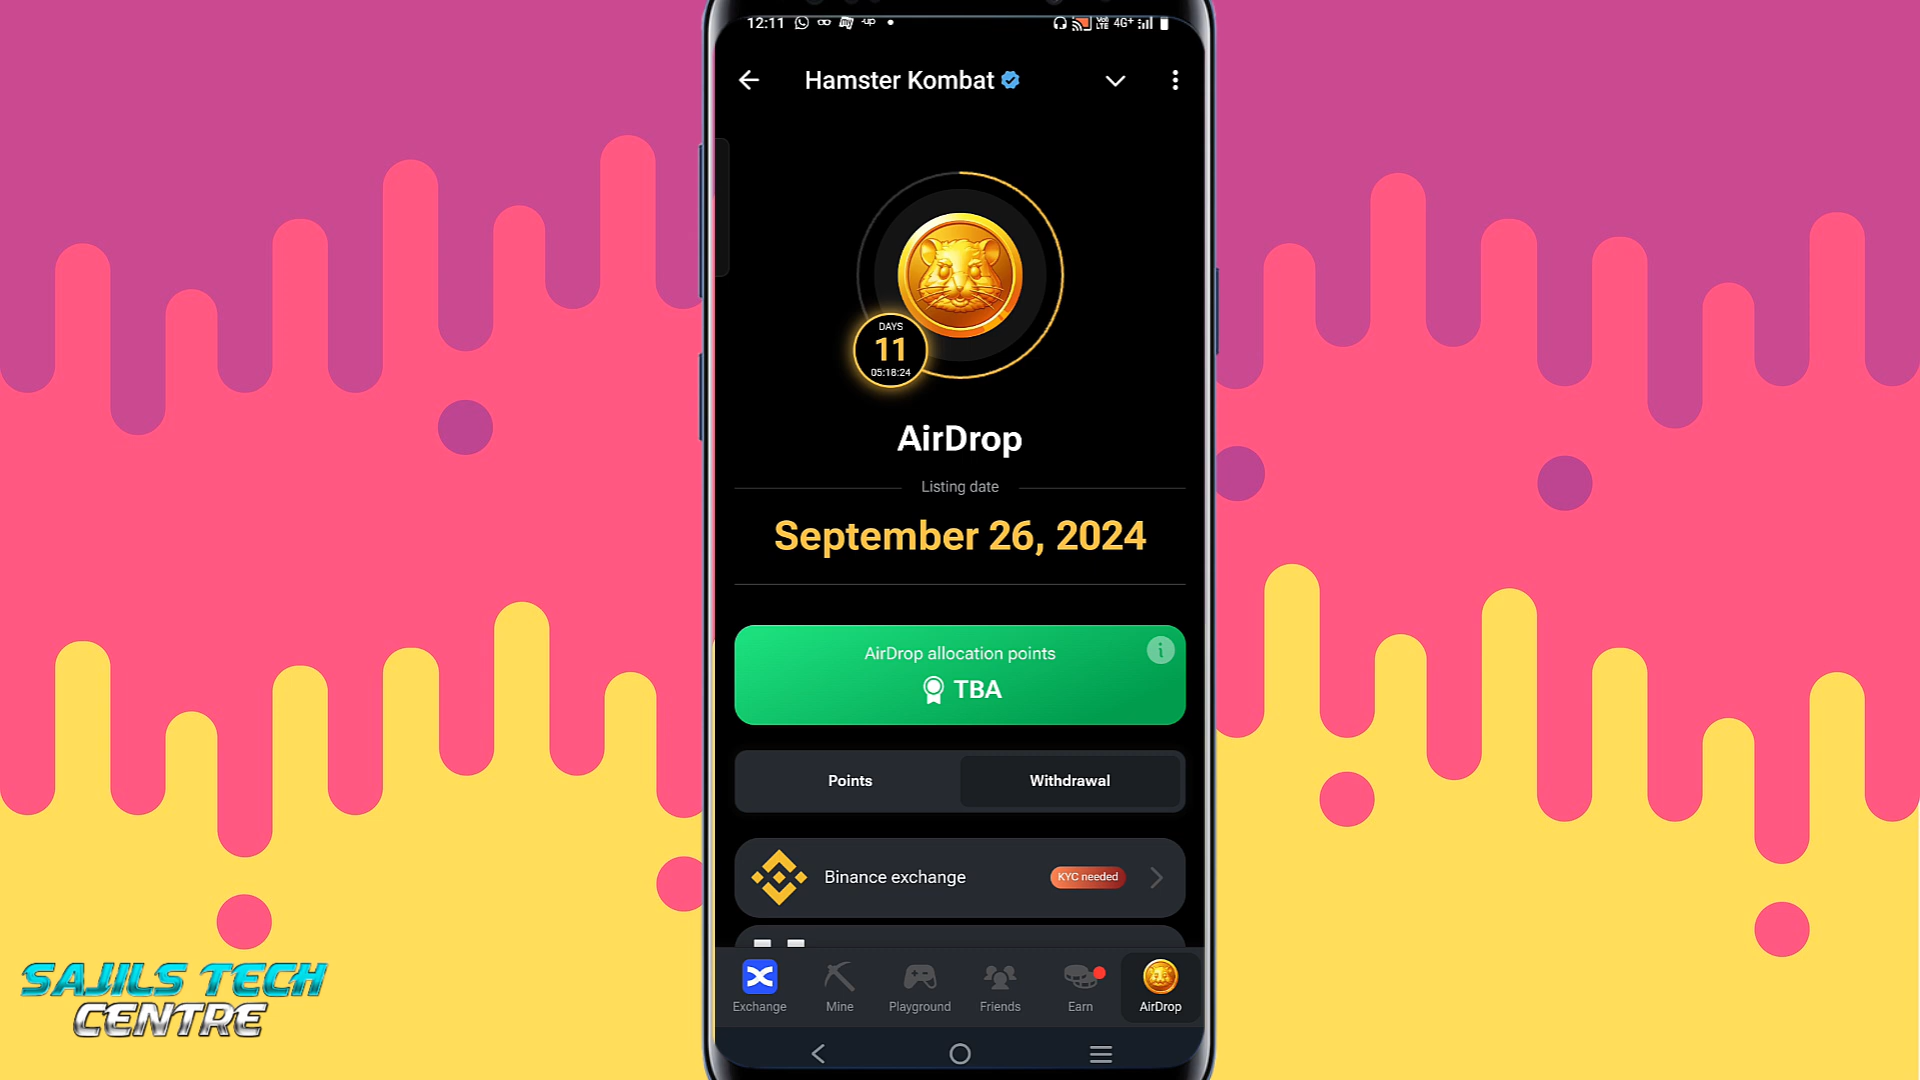 12:11
4G+
Hamster Kombat
DAYS
11
05:18:24
AirDrop
Listing date
September 26, 2024
AirDrop allocation points
TBA
Points
Withdrawal
Binance exchange
KYC needed
Exchange
Mine
Playground
Friends
Earn
AirDrop
SAJILS TECH
CENTRE